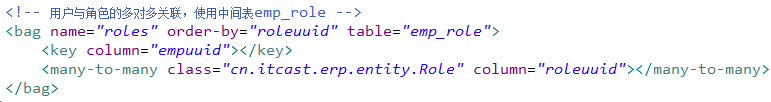 <!-- 用户与角色的多对多关联，使用中间表emp_role -->
<bag name="roles" order-by="roleuuid" table="emp_role">
    <key column="empuuid"></key>
    <many-to-many class="cn.itcast.erp.entity.Role" column="roleuuid"></many-to-many>
</bag>